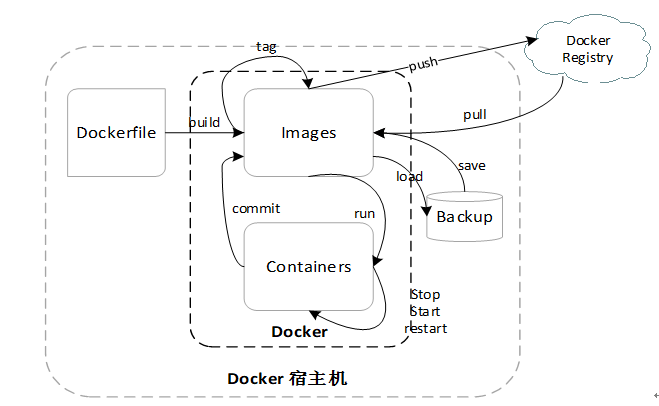 tag
Docker
Registry
push
Dockerfile
build
Images
pull
load
save
commit
run
Backup
Containers
Stop
Start
restart
Docker
Docker 宿主机